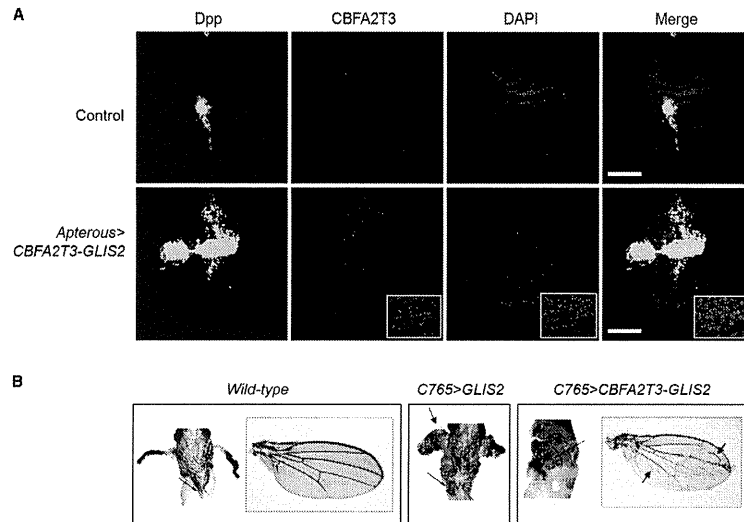 A
Dpp CBFA2T3 DAPI Merge
Control
Apterous>
CBFA2T3-GLIS2
B
Wild-type C765>GLIS2 C765>CBFA2T3-GLIS2